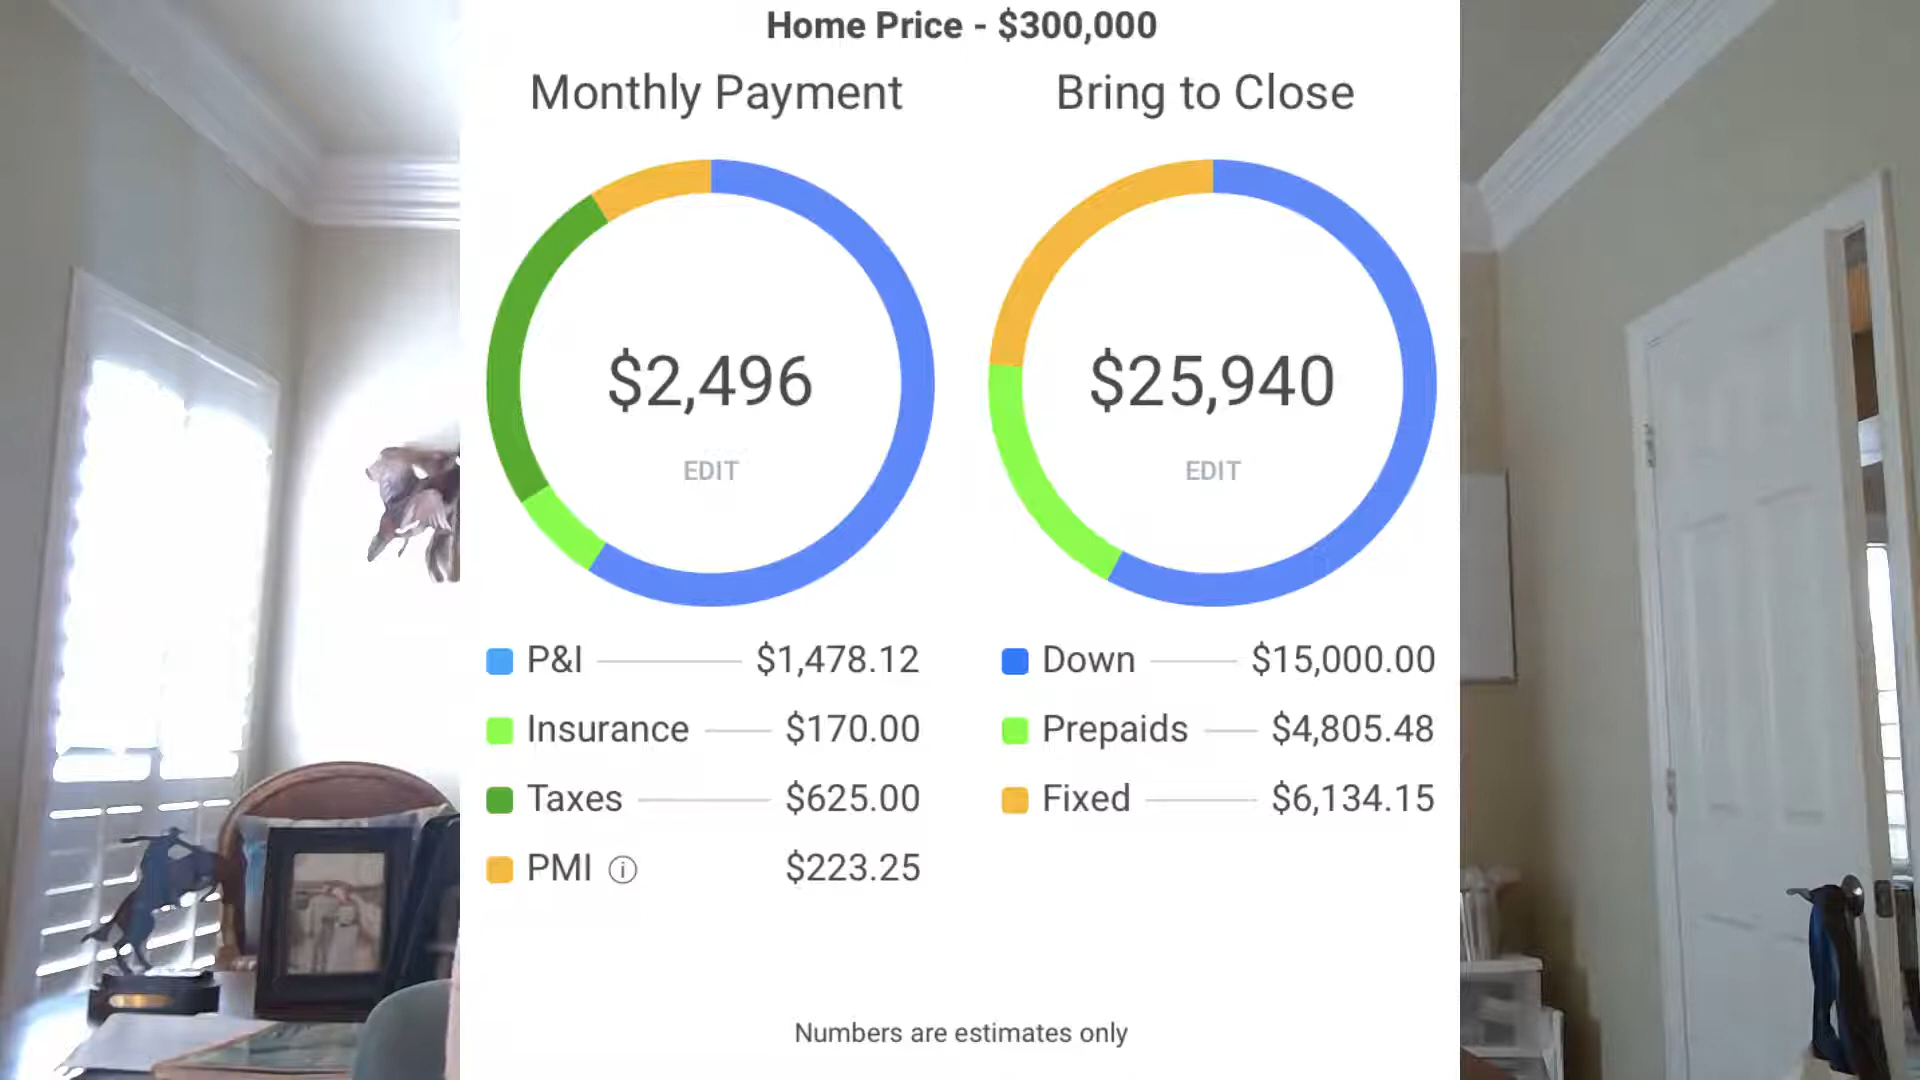 Home Price - $300,000
Monthly Payment
$2,496
EDIT
P&I $1,478.12
Insurance $170.00
Taxes $625.00
PMI ⓘ $223.25
Bring to Close
$25,940
EDIT
Down $15,000.00
Prepaids $4,805.48
Fixed $6,134.15
Numbers are estimates only